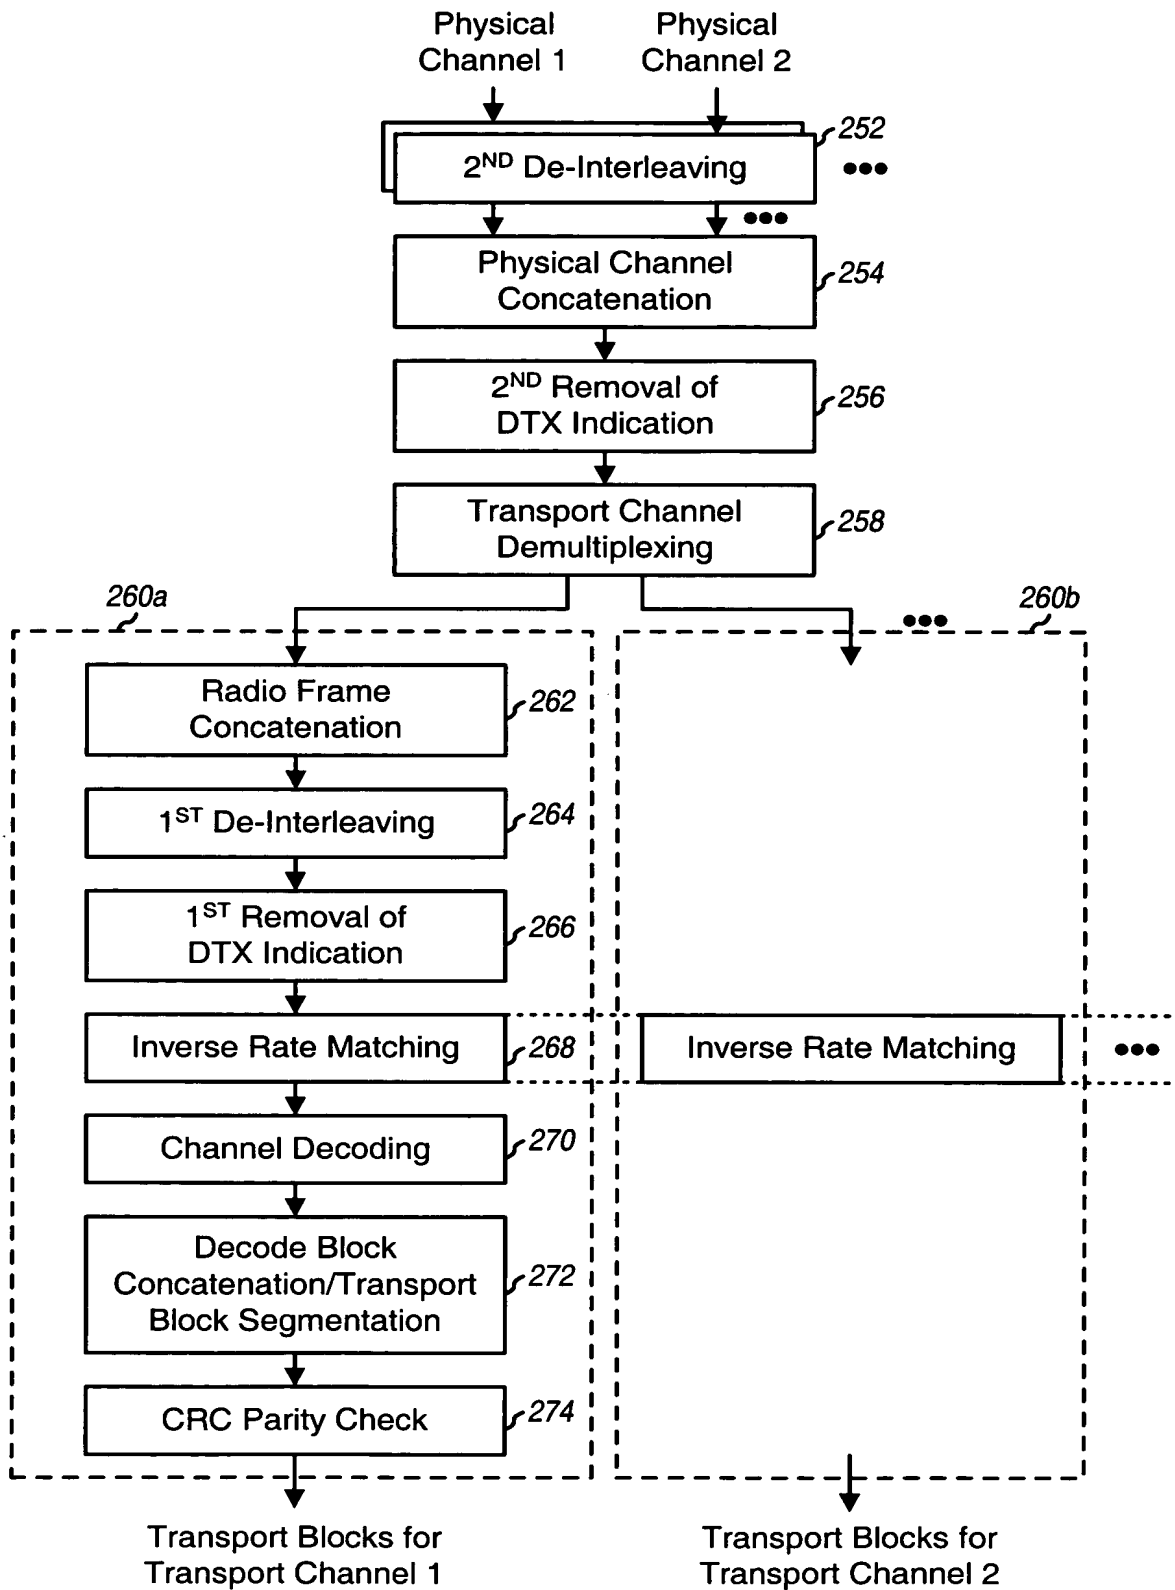 Physical
Channel 1
Physical
Channel 2
252
2ND De-Interleaving
Physical Channel
Concatenation
254
2ND Removal of
DTX Indication
256
Transport Channel
Demultiplexing
258
260a
260b
Radio Frame
Concatenation
262
1ST De-Interleaving
264
1ST Removal of
DTX Indication
266
Inverse Rate Matching
268
Inverse Rate Matching
Channel Decoding
270
Decode Block
Concatenation/Transport
Block Segmentation
272
CRC Parity Check
274
Transport Blocks for
Transport Channel 1
Transport Blocks for
Transport Channel 2